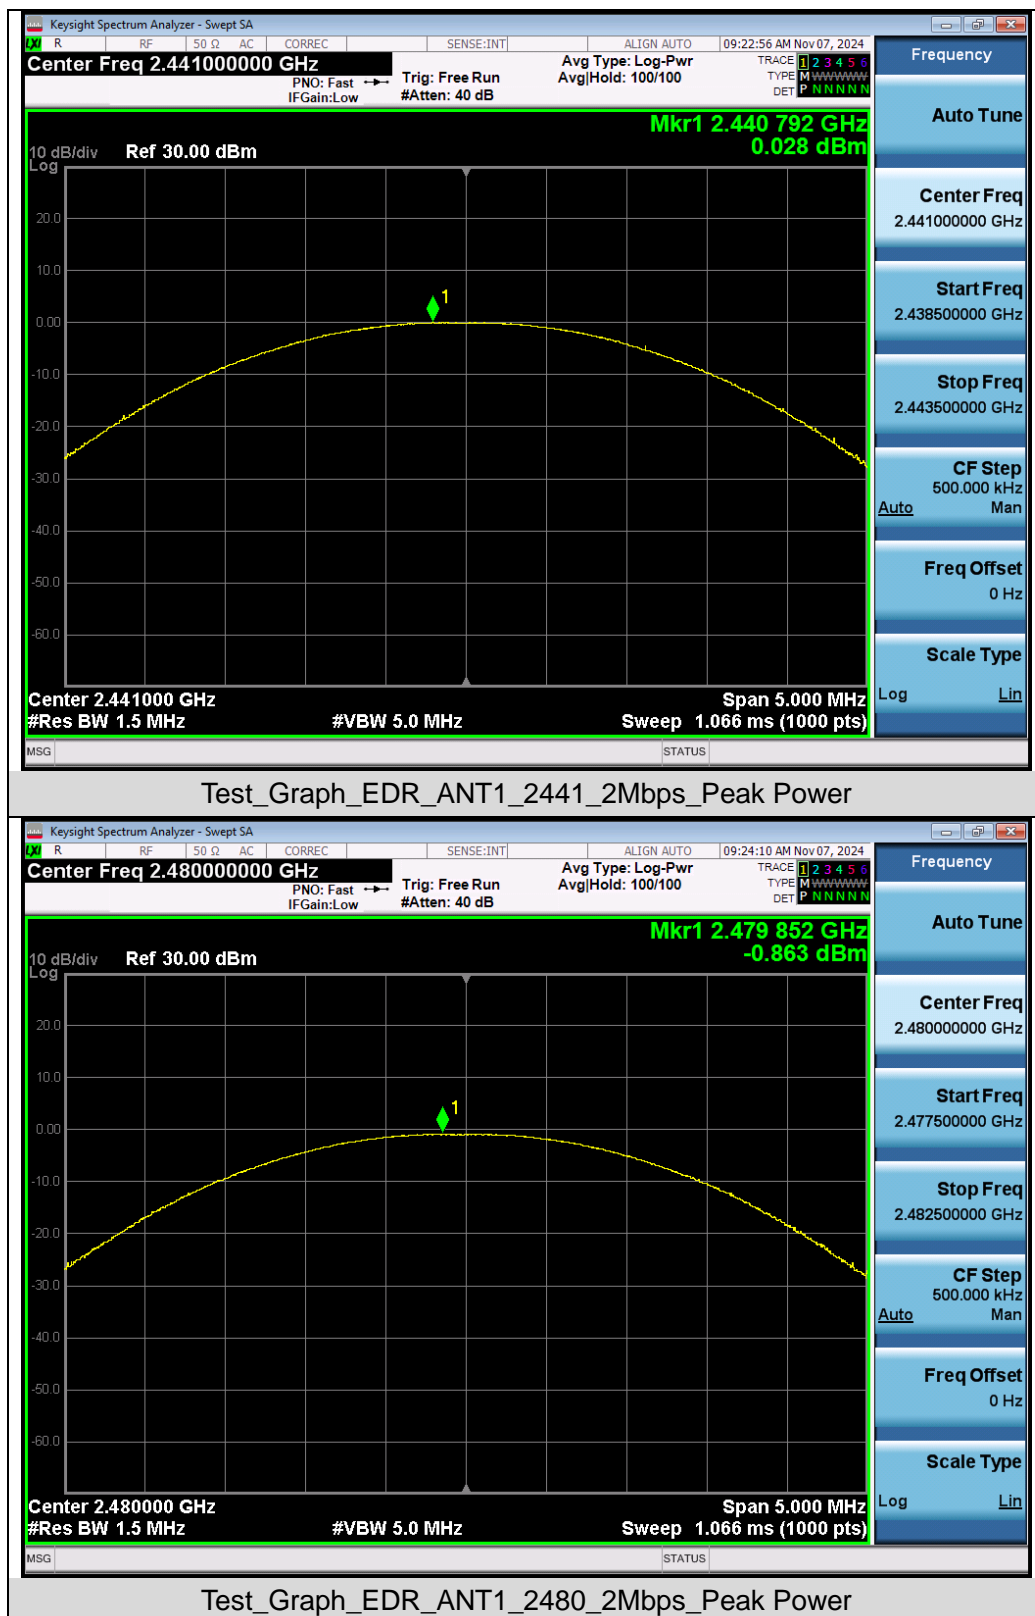 Keysight Spectrum Analyzer - Swept SA
LXI R RF 50 Ω AC CORREC SENSE:INT ALIGN AUTO 09:22:56 AM Nov 07, 2024
Center Freq 2.441000000 GHz
PNO: Fast
IFGain:Low
Trig: Free Run
#Atten: 40 dB
Avg Type: Log-Pwr
Avg|Hold: 100/100
TRACE 1 2 3 4 5 6
TYPE M WWWWW
DET P N N N N N
Mkr1 2.440 792 GHz
0.028 dBm
10 dB/div Ref 30.00 dBm
Log
20.0
10.0
0.00
-10.0
-20.0
-30.0
-40.0
-50.0
-60.0
1
Center 2.441000 GHz Span 5.000 MHz
#Res BW 1.5 MHz #VBW 5.0 MHz Sweep 1.066 ms (1000 pts)
MSG STATUS
Frequency
Auto Tune
Center Freq
2.441000000 GHz
Start Freq
2.438500000 GHz
Stop Freq
2.443500000 GHz
CF Step
500.000 kHz
Auto Man
Freq Offset
0 Hz
Scale Type
Log Lin
Test_Graph_EDR_ANT1_2441_2Mbps_Peak Power
Keysight Spectrum Analyzer - Swept SA
LXI R RF 50 Ω AC CORREC SENSE:INT ALIGN AUTO 09:24:10 AM Nov 07, 2024
Center Freq 2.480000000 GHz
PNO: Fast
IFGain:Low
Trig: Free Run
#Atten: 40 dB
Avg Type: Log-Pwr
Avg|Hold: 100/100
TRACE 1 2 3 4 5 6
TYPE M WWWWW
DET P N N N N N
Mkr1 2.479 852 GHz
-0.863 dBm
10 dB/div Ref 30.00 dBm
Log
20.0
10.0
0.00
-10.0
-20.0
-30.0
-40.0
-50.0
-60.0
1
Center 2.480000 GHz Span 5.000 MHz
#Res BW 1.5 MHz #VBW 5.0 MHz Sweep 1.066 ms (1000 pts)
MSG STATUS
Frequency
Auto Tune
Center Freq
2.480000000 GHz
Start Freq
2.477500000 GHz
Stop Freq
2.482500000 GHz
CF Step
500.000 kHz
Auto Man
Freq Offset
0 Hz
Scale Type
Log Lin
Test_Graph_EDR_ANT1_2480_2Mbps_Peak Power